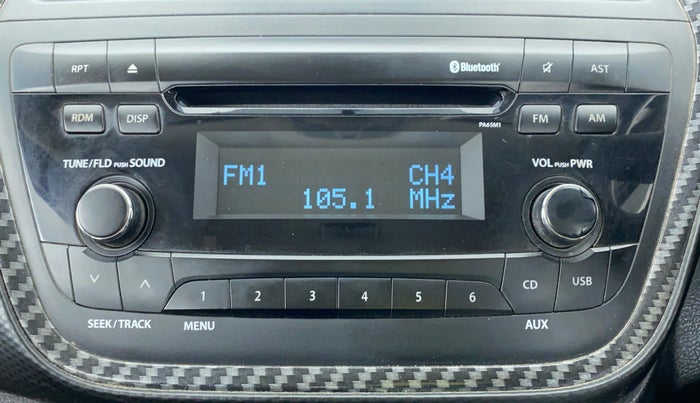 RPT Bluetooth AST
RDM DISP PA65M1 FM AM
TUNE/FLD PUSH SOUND VOL PUSH PWR
FM1 CH4
105.1 MHz
1 2 3 4 5 6 CD USB
SEEK/TRACK MENU AUX